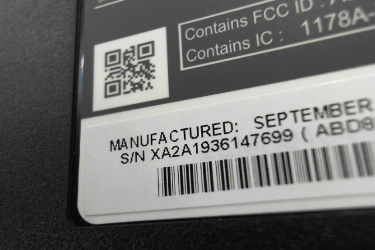 Contains FCC ID : A
Contains IC : 1178A-
MANUFACTURED: SEPTEMBER
S/N XA2A1936147699 ( ABD8